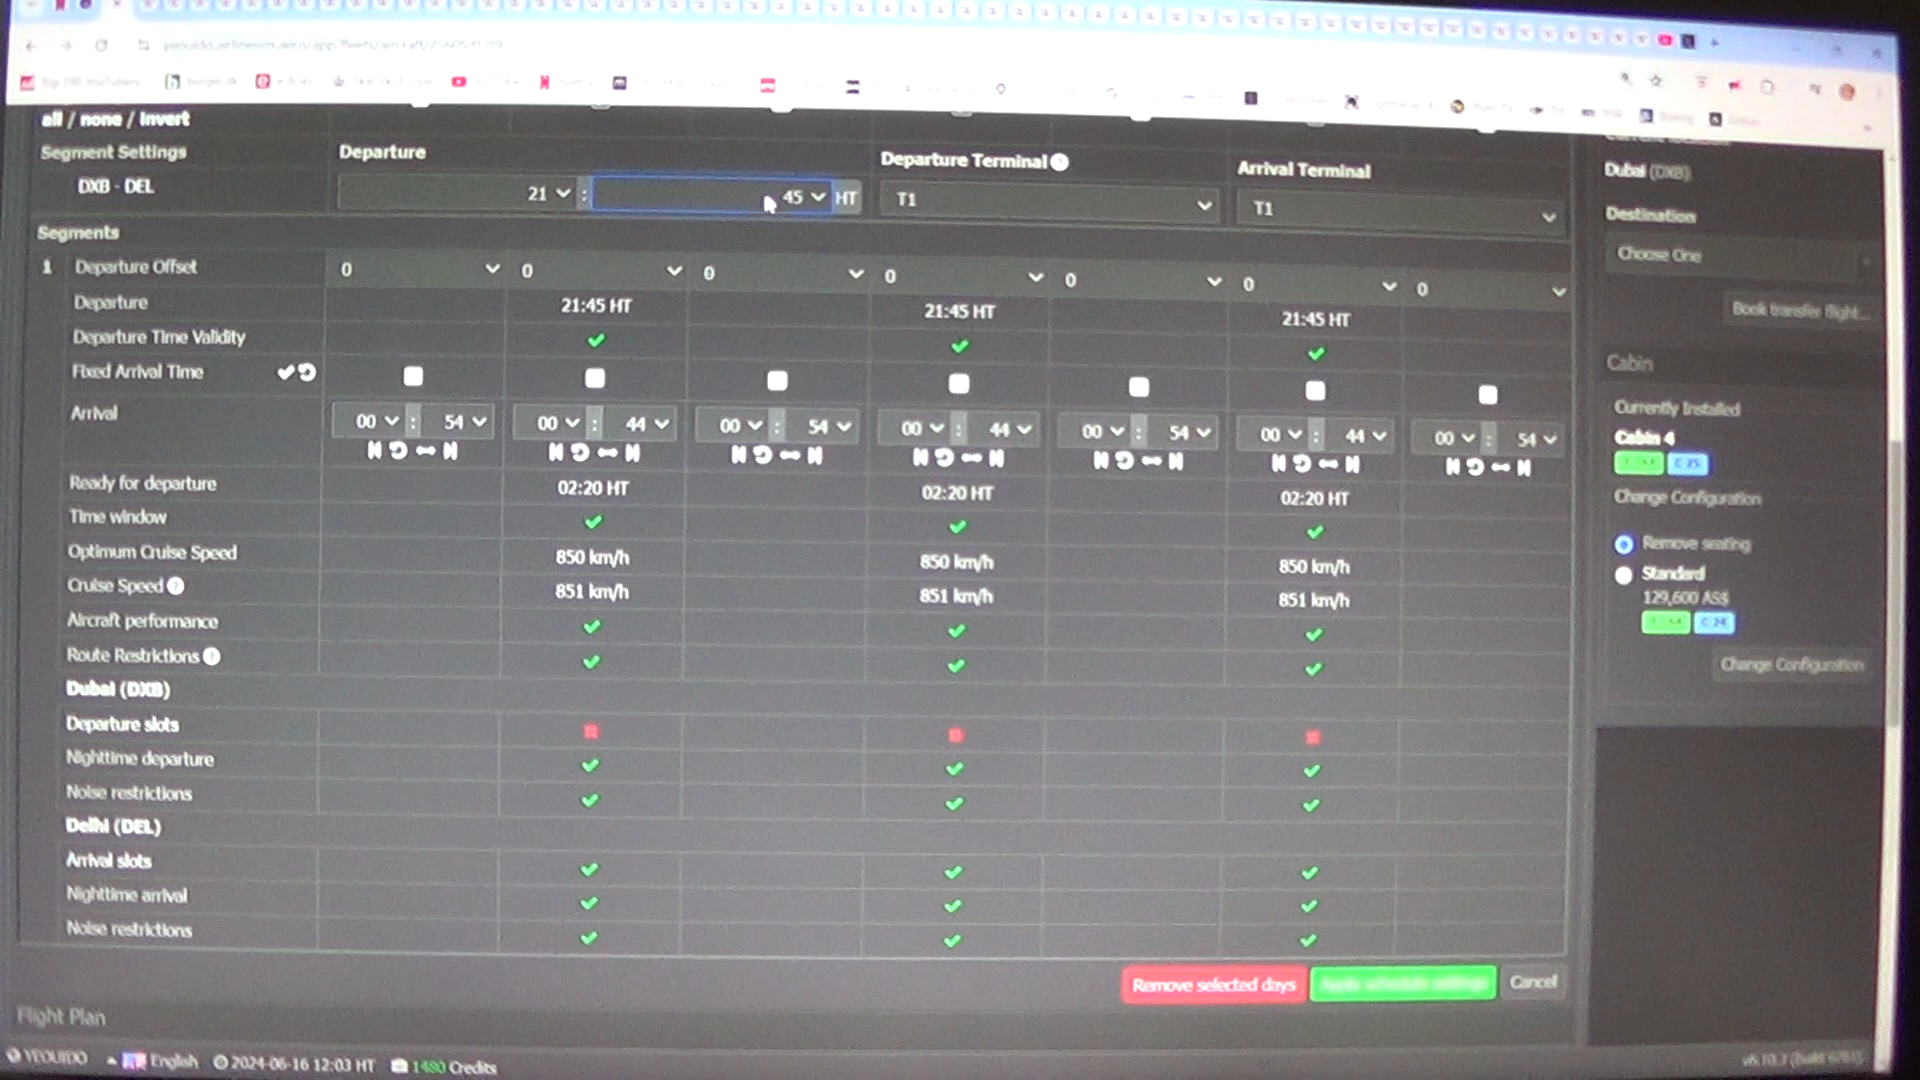 all / none / invert
Segment Settings
Departure
Departure Terminal
Arrival Terminal
DXB - DEL
21 : 45 HT
T1
T1
Segments
1 Departure Offset 0 0 0 0 0 0 0
Departure 21:45 HT 21:45 HT 21:45 HT
Departure Time Validity
Fixed Arrival Time
Arrival 00 : 54 00 : 44 00 : 54 00 : 44 00 : 54 00 : 44 00 : 54
Ready for departure 02:20 HT 02:20 HT 02:20 HT
Time window
Optimum Cruise Speed 850 km/h 850 km/h 850 km/h
Cruise Speed 851 km/h 851 km/h 851 km/h
Aircraft performance
Route Restrictions
Dubai (DXB)
Departure slots
Nighttime departure
Noise restrictions
Delhi (DEL)
Arrival slots
Nighttime arrival
Noise restrictions
Remove selected days
Cancel
Flight Plan
Dubai (DXB)
Destination
Choose One
Book transfer flight...
Cabin
Currently Installed
Cabin 4
Change Configuration
Remove seating
Standard
129,600 AS$
Change Configuration
YEOUIDO English 2024-06-16 12:03 HT 1480 Credits